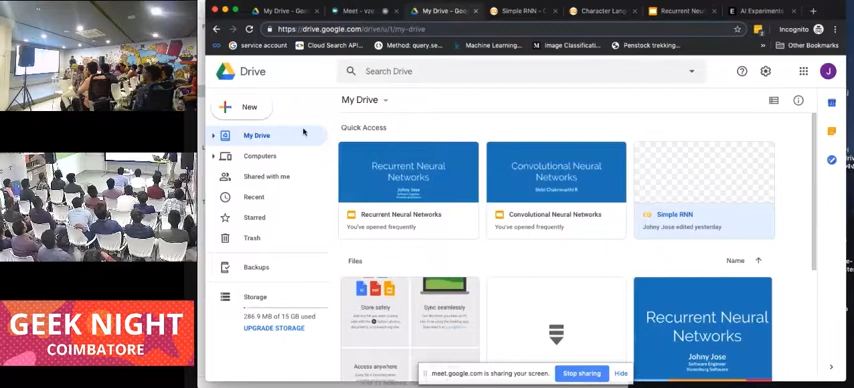 My Drive - G
Meet - vze
My Drive - Goog
Simple RNN - C
Character Lang
Recurrent Neu
AI Experiments
https://drive.google.com/drive/u/1/my-drive
Incognito
service account
Cloud Search API...
Method: query.se...
Machine Learning...
Image Classificati...
Penstock trekking...
»
Other Bookmarks
Drive
Search Drive
J
New
My Drive
Computers
Shared with me
Recent
Starred
Trash
Backups
Storage
286.9 MB of 15 GB used
UPGRADE STORAGE
My Drive
Quick Access
Recurrent Neural
Networks
Johny Jose
Recurrent Neural Networks
You've opened frequently
Convolutional Neural
Networks
Convolutional Neural Networks
You've opened frequently
Simple RNN
Johny Jose edited yesterday
Files
Name
Store safely
Sync seamlessly
Access anywhere
Recurrent Neural
Networks
Johny Jose
Software Engineer
meet.google.com is sharing your screen.
Stop sharing
Hide
GEEK NIGHT
COIMBATORE